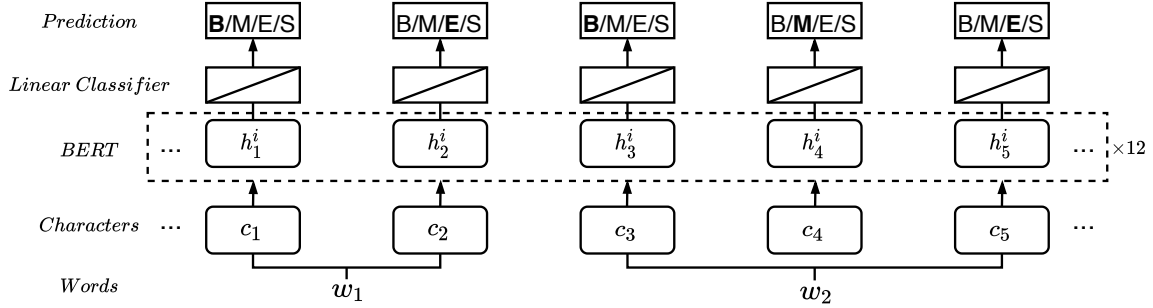 Prediction B/M/E/S B/M/E/S B/M/E/S B/M/E/S B/M/E/S
Linear Classifier
BERT ... h_1^i h_2^i h_3^i h_4^i h_5^i ... ×12
Characters ... c_1 c_2 c_3 c_4 c_5 ...
Words w_1 w_2